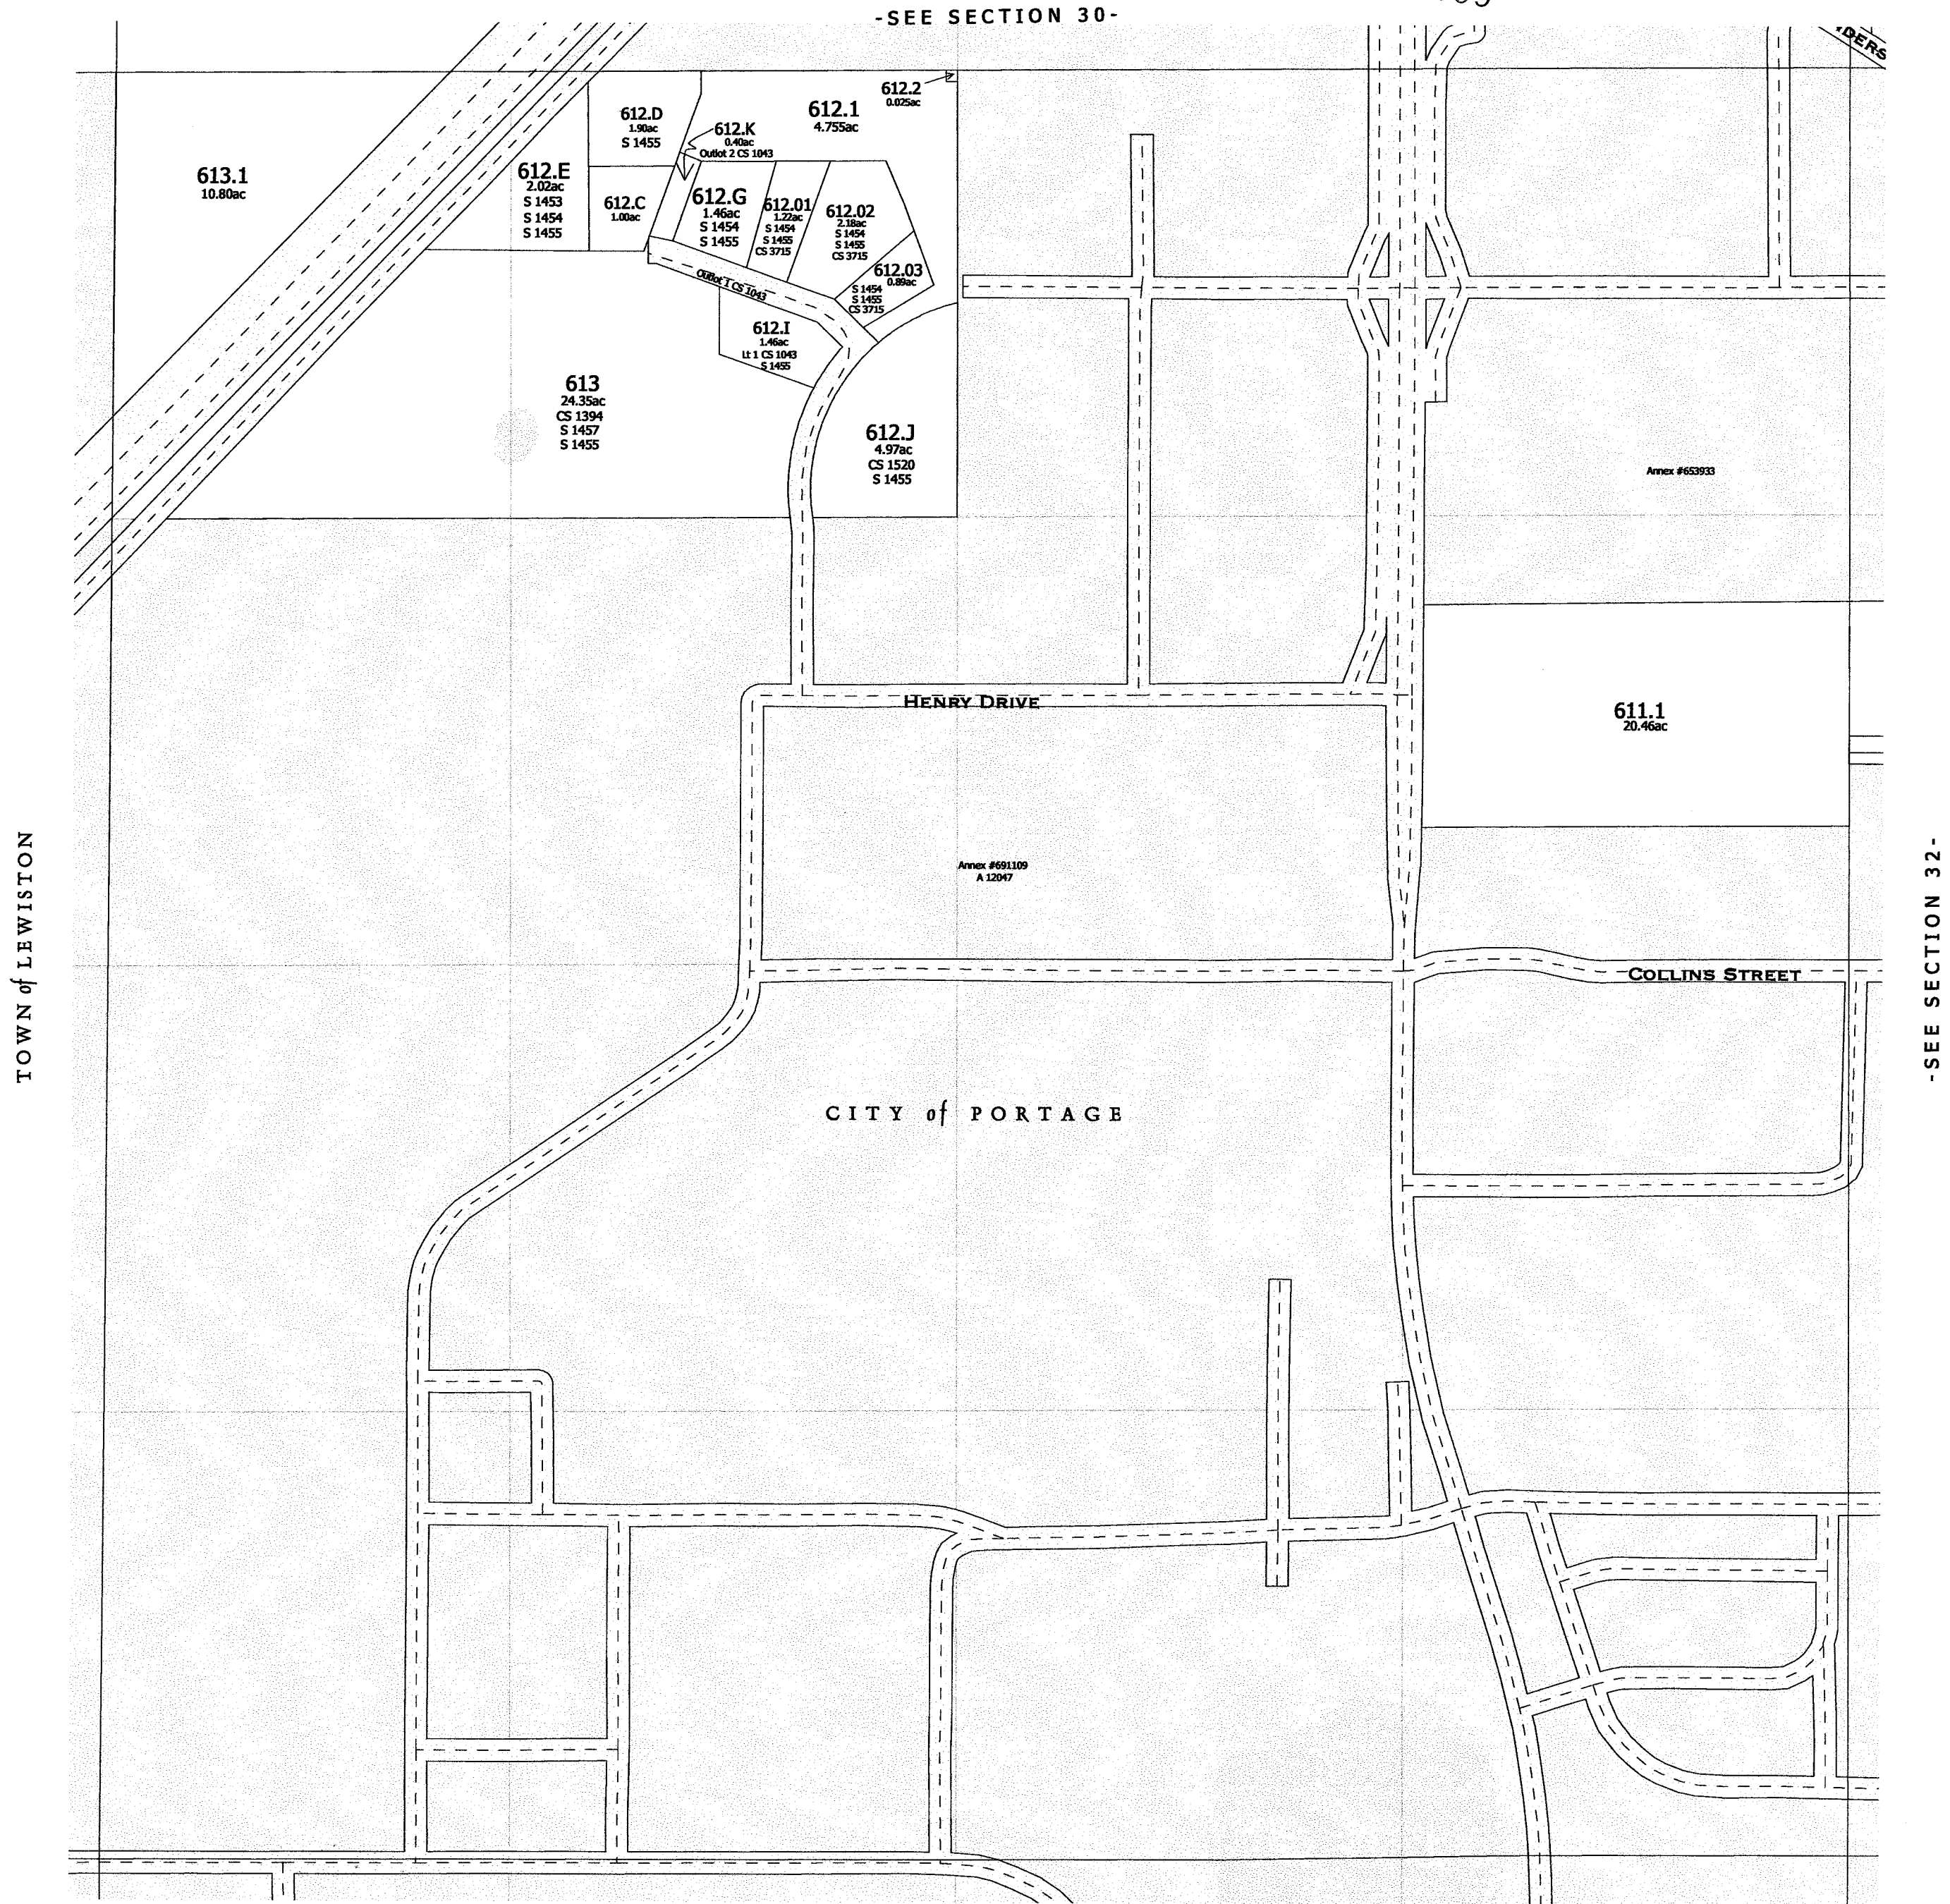 -SEE SECTION 30-
613.1
10.80ac
612.E
2.02ac
S 1453
S 1454
S 1455
612.D
1.90ac
S 1455
612.C
1.00ac
612.K
0.40ac
Outlot 2 CS 1043
612.1
4.755ac
612.2
0.025ac
612.G
1.46ac
S 1454
S 1455
612.01
1.22ac
S 1454
S 1455
CS 3715
612.02
2.18ac
S 1454
S 1455
CS 3715
612.03
0.89ac
S 1454
S 1455
CS 3715
Outlot 1 CS 1043
612.I
1.46ac
Lt 1 CS 1043
S 1455
613
24.35ac
CS 1394
S 1457
S 1455
612.J
4.97ac
CS 1520
S 1455
Annex #653933
HENRY DRIVE
611.1
20.46ac
Annex #691109
A 12047
COLLINS STREET
TOWN of LEWISTON
-SEE SECTION 32-
CITY of PORTAGE